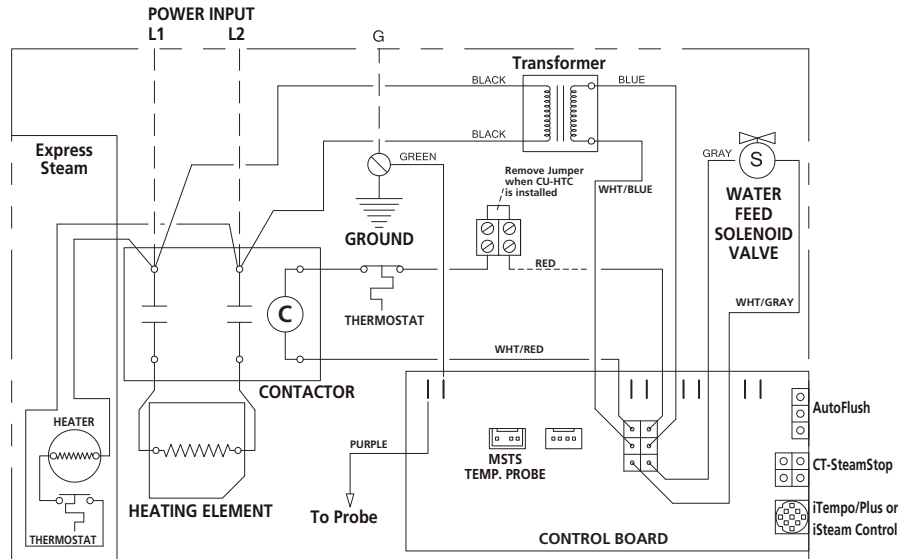 POWER INPUT
L1
L2
G
Transformer
BLACK
BLUE
Express
Steam
BLACK
GREEN
Remove Jumper
when CU-HTC
is installed
WHT/BLUE
GRAY
S
WATER
FEED
SOLENOID
VALVE
GROUND
RED
C
THERMOSTAT
WHT/GRAY
WHT/RED
CONTACTOR
HEATER
PURPLE
MSTS
TEMP. PROBE
AutoFlush
CT-SteamStop
HEATING ELEMENT
To Probe
iTempo/Plus or
iSteam Control
THERMOSTAT
CONTROL BOARD